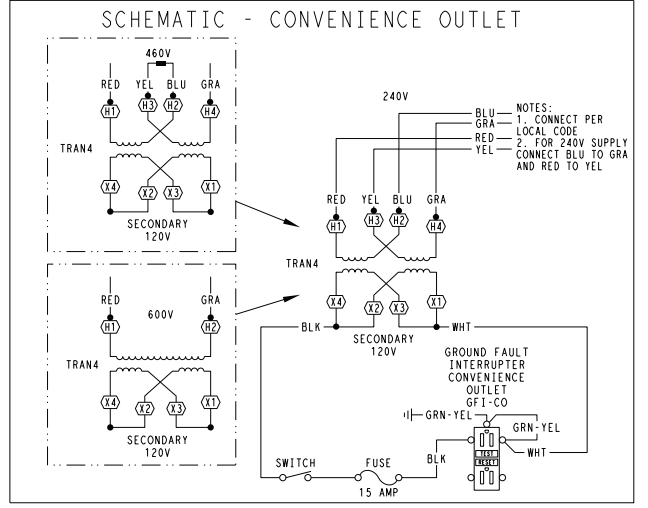 SCHEMATIC - CONVENIENCE OUTLET
460V
RED YEL BLU GRA
H1 H3 H2 H4
TRAN4
X4 X2 X3 X1
SECONDARY
120V
600V
RED GRA
H1 H2
TRAN4
X4 X2 X3 X1
SECONDARY
120V
240V
BLU
GRA
RED
YEL
NOTES:
1. CONNECT PER
LOCAL CODE
2. FOR 240V SUPPLY
CONNECT BLU TO GRA
AND RED TO YEL
RED YEL BLU GRA
H1 H3 H2 H4
TRAN4
X4 X2 X3 X1
BLK WHT
SECONDARY
120V
GROUND FAULT
INTERRUPTER
CONVENIENCE
OUTLET
GFI-CO
GRN-YEL
GRN-YEL
WHT
BLK
TEST
RESET
SWITCH FUSE
15 AMP